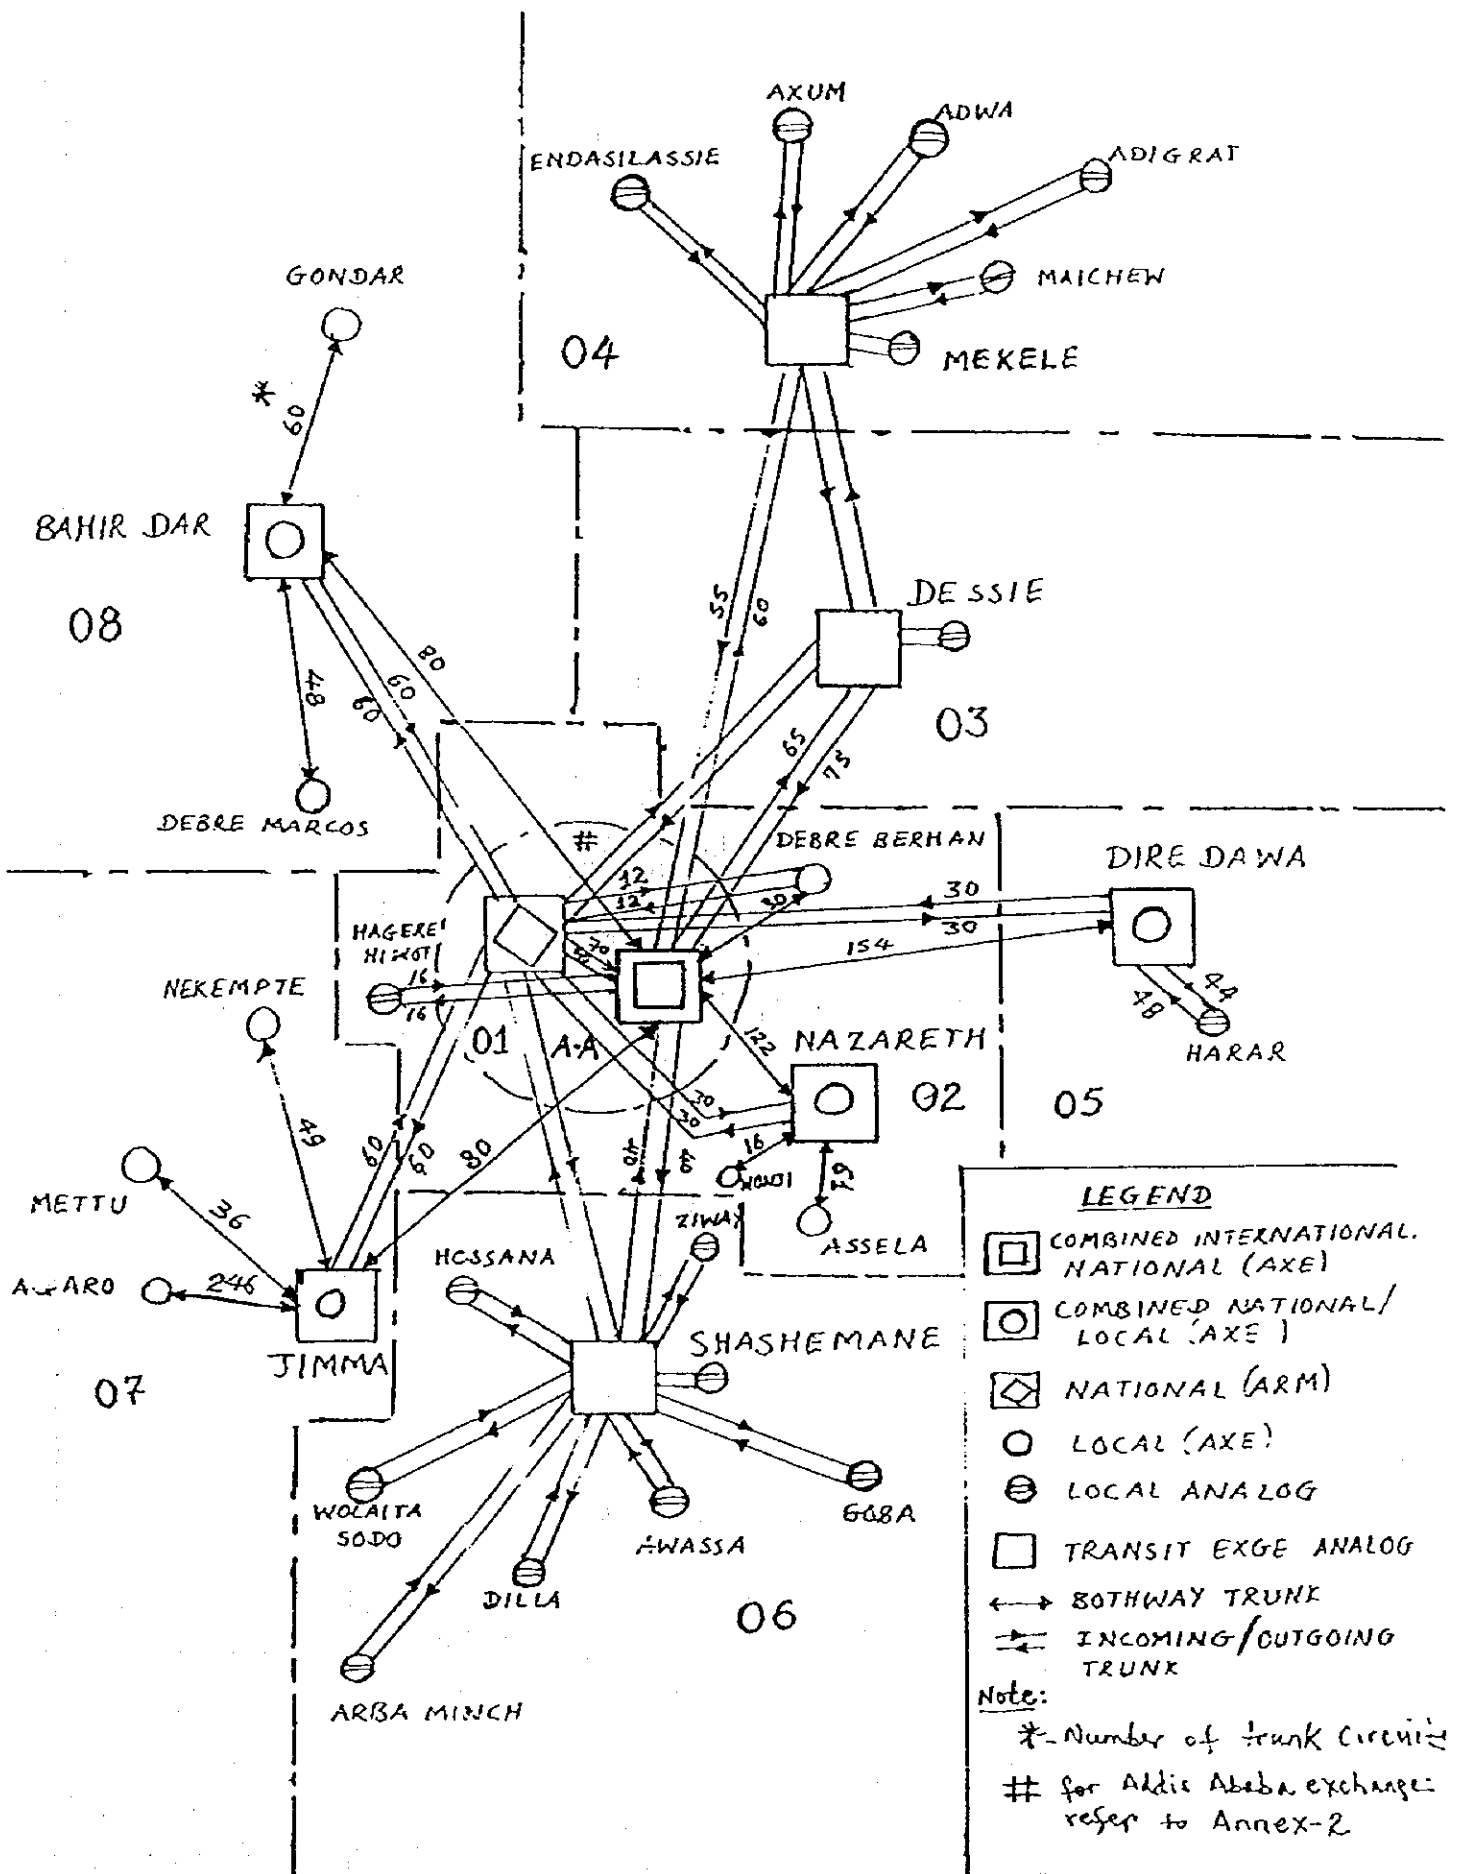 AXUM
ADWA
ENDASILASSIE
ADIGRAT
GONDAR
MAICHEW
04
MEKELE
*
60
BAHIR DAR
DESSIE
55
60
08
80
48
60
60
03
65
75
DEBRE MARCOS
#
DEBRE BERHAN
DIRE DAWA
12
12
30
30
30
HAGERE
HIWOT
70
154
16
NEKEMPTE
16
44
48
01
A.A
122
NAZARETH
HARAR
02
05
49
30
30
60
60
80
16
40
79
METTU
36
ZIWAY
ASSELA
HOSSANA
246
SHASHEMANE
JIMMA
07
WOLAITA
SODO
GOBA
AWASSA
DILLA
06
ARBA MINCH
LEGEND
COMBINED INTERNATIONAL.
NATIONAL (AXE)
COMBINED NATIONAL/
LOCAL (AXE)
NATIONAL (ARM)
LOCAL (AXE)
LOCAL ANALOG
TRANSIT EXGE ANALOG
BOTHWAY TRUNK
INCOMING/OUTGOING
TRUNK
Note:
*- Number of trunk Circuits
# for Addis Ababa exchange:
refer to Annex-2